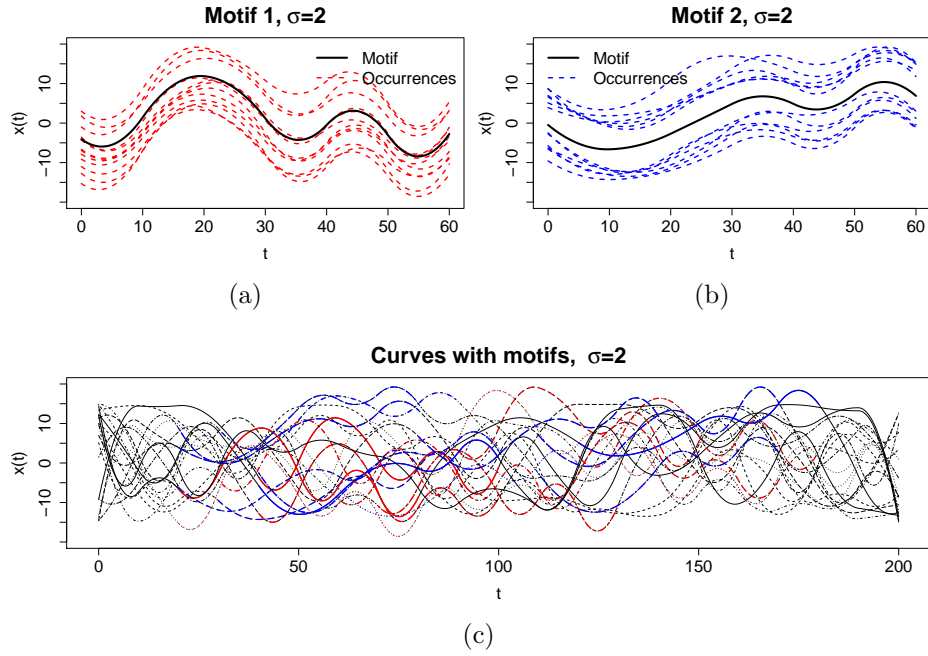 Motif 1, σ=2
x(t)
10
0
−10
Motif
Occurrences
0 10 20 30 40 50 60
t
(a)
Motif 2, σ=2
x(t)
10
0
−10
Motif
Occurrences
0 10 20 30 40 50 60
t
(b)
Curves with motifs, σ=2
x(t)
10
0
−10
0 50 100 150 200
t
(c)